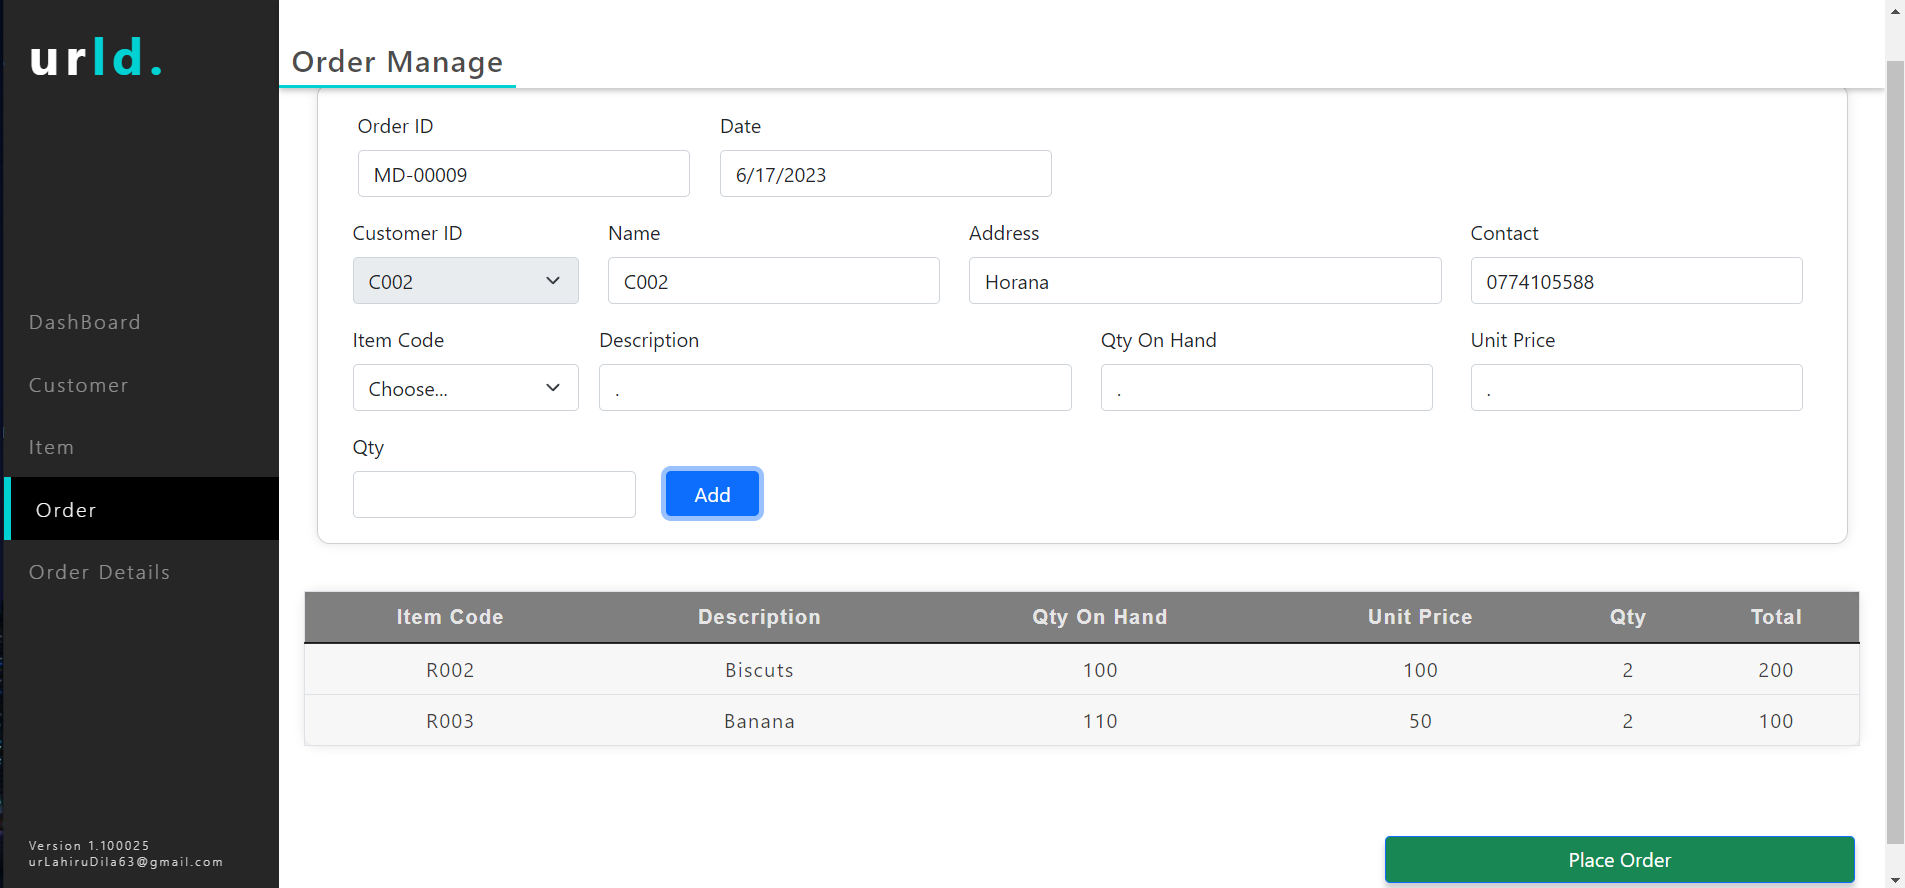 urld.
Order Manage
Order ID Date
MD-00009 6/17/2023
Customer ID Name Address Contact
C002 C002 Horana 0774105588
Item Code Description Qty On Hand Unit Price
Choose... . . .
Qty
Add
DashBoard
Customer
Item
Order
Order Details
Item Code Description Qty On Hand Unit Price Qty Total
R002 Biscuts 100 100 2 200
R003 Banana 110 50 2 100
Version 1.100025
urLahiruDila63@gmail.com
Place Order